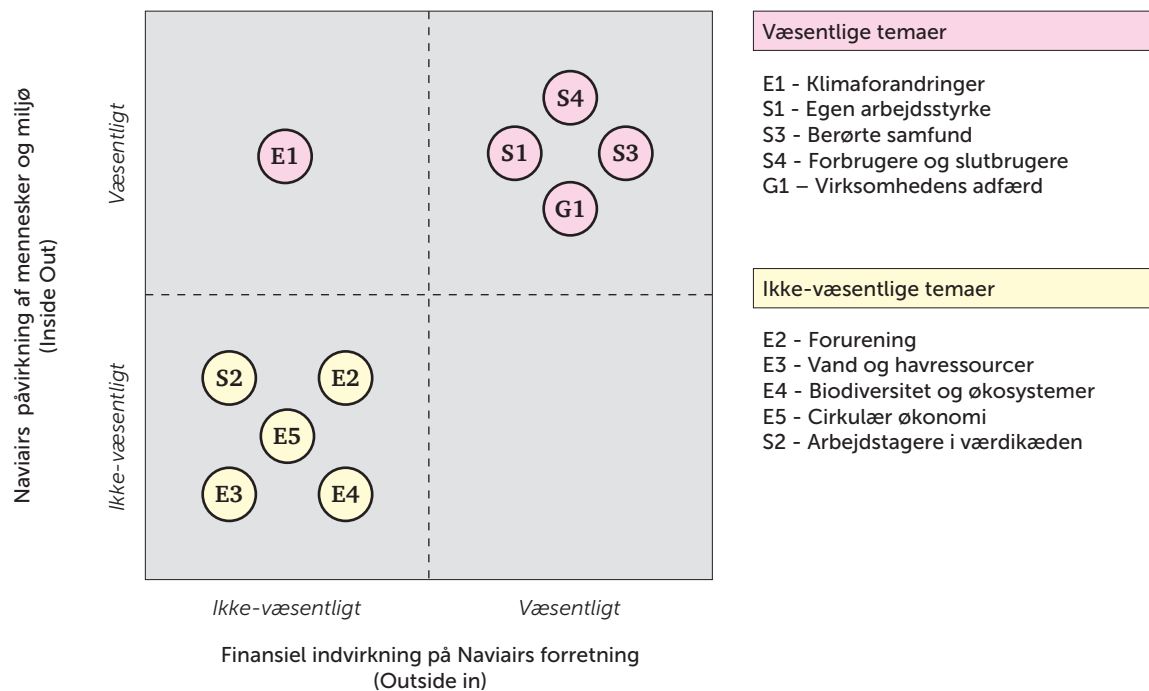 Naviairs påvirkning af mennesker og miljø
(Inside Out)
Væsentligt
Ikke-væsentligt
S4
E1
S1
S3
G1
S2
E2
E5
E3
E4
Ikke-væsentligt
Væsentligt
Finansiel indvirkning på Naviairs forretning
(Outside in)
Væsentlige temaer
E1 - Klimaforandringer
S1 - Egen arbejdsstyrke
S3 - Berørte samfund
S4 - Forbrugere og slutbrugere
G1 – Virksomhedens adfærd
Ikke-væsentlige temaer
E2 - Forurening
E3 - Vand og havressourcer
E4 - Biodiversitet og økosystemer
E5 - Cirkulær økonomi
S2 - Arbejdstagere i værdikæden